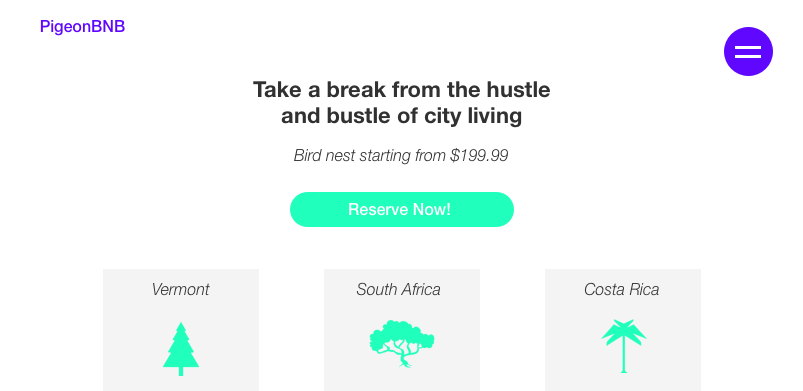 PigeonBNB
Take a break from the hustle
and bustle of city living
Bird nest starting from $199.99
Reserve Now!
Vermont
South Africa
Costa Rica